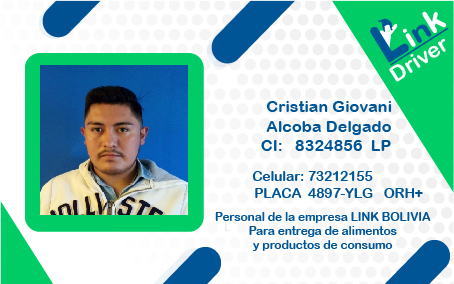 Link
Driver
Cristian Giovani
Alcoba Delgado
CI: 8324856 LP
Celular: 73212155
PLACA 4897-YLG ORH+
Personal de la empresa LINK BOLIVIA
Para entrega de alimentos
y productos de consumo